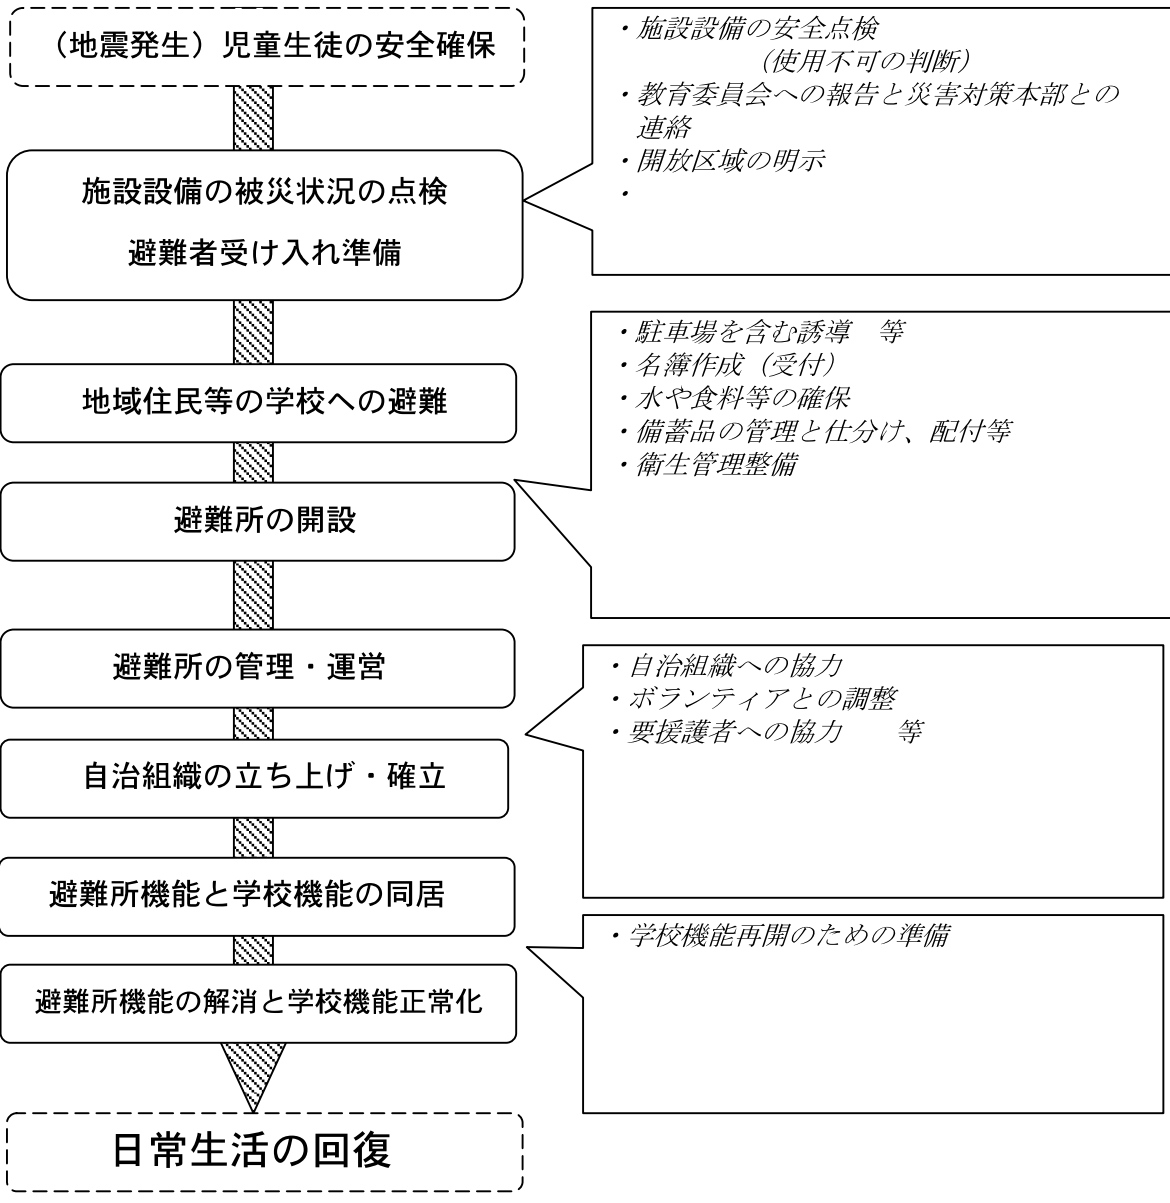 （地震発生）児童生徒の安全確保
・施設設備の安全点検
（使用不可の判断）
・教育委員会への報告と災害対策本部との
連絡
・開放区域の明示
・
施設設備の被災状況の点検
避難者受け入れ準備
地域住民等の学校への避難
避難所の開設
・駐車場を含む誘導　等
・名簿作成（受付）
・水や食料等の確保
・備蓄品の管理と仕分け、配付等
・衛生管理整備
避難所の管理・運営
自治組織の立ち上げ・確立
・自治組織への協力
・ボランティアとの調整
・要援護者への協力　　等
避難所機能と学校機能の同居
避難所機能の解消と学校機能正常化
・学校機能再開のための準備
日常生活の回復